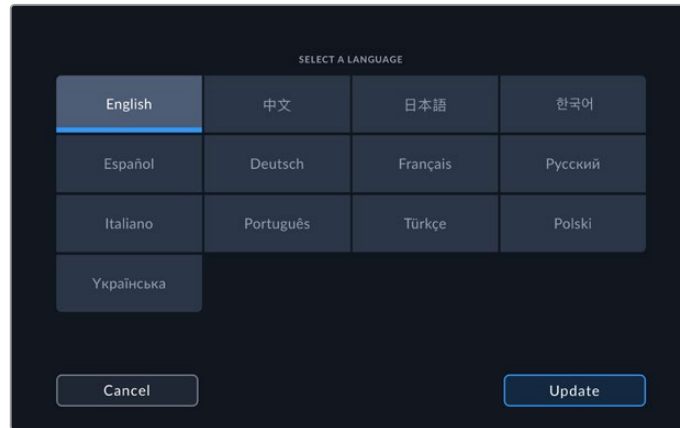 SELECT A LANGUAGE
English 中文 日本語 한국어
Español Deutsch Français Русский
Italiano Português Türkçe Polski
Українська
Cancel Update